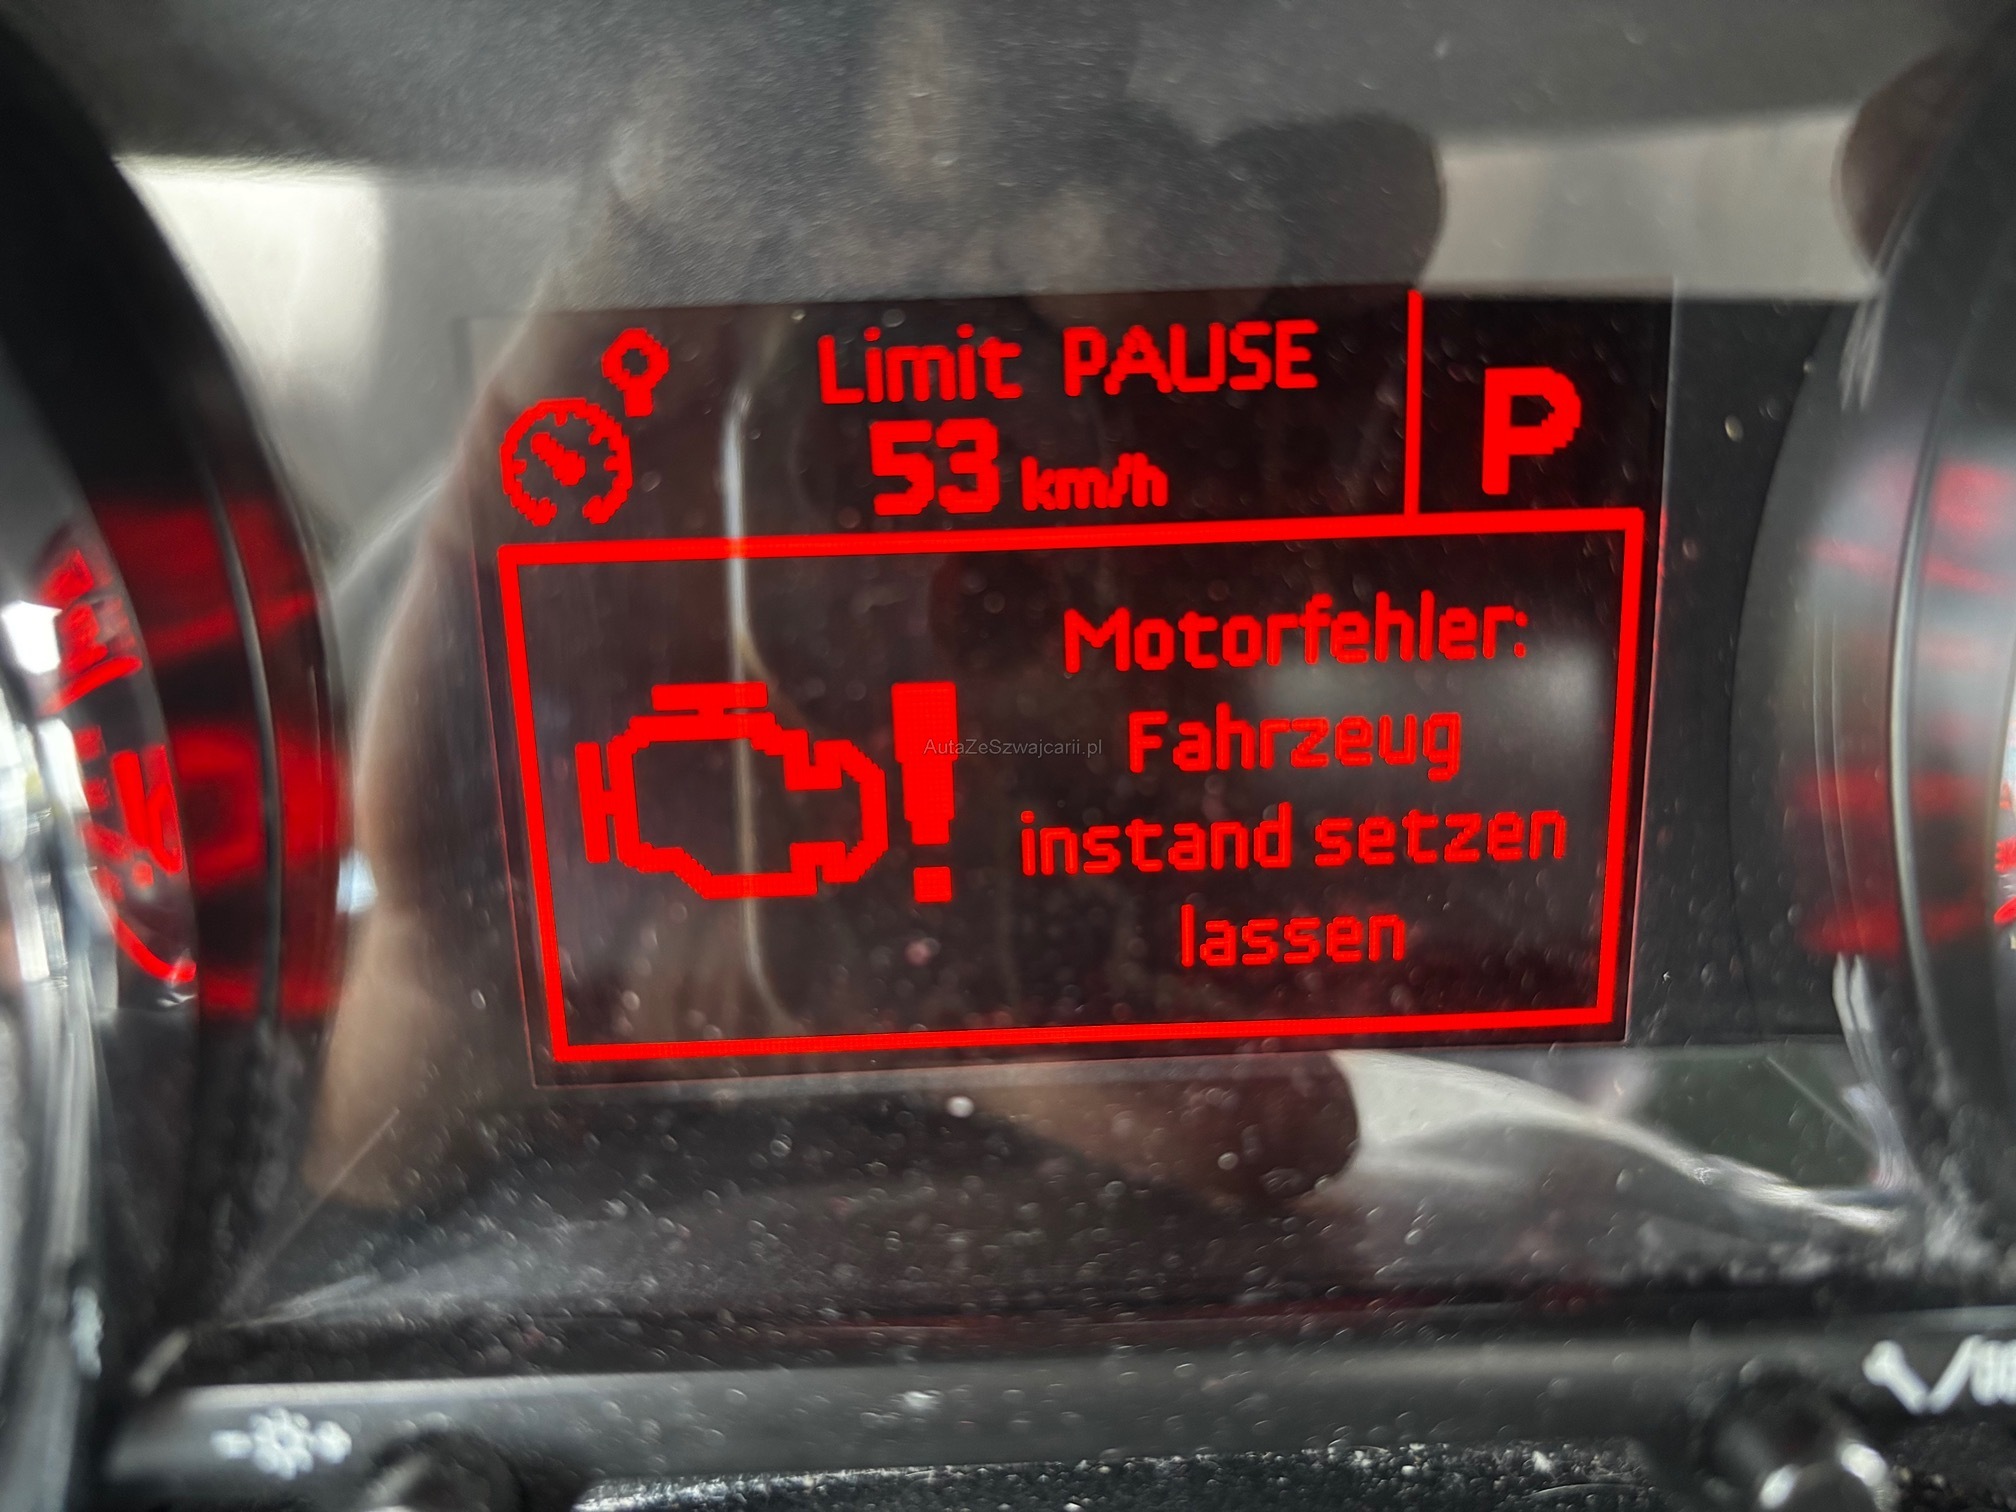 Limit PAUSE
53 km/h
P
Motorfehler:
Fahrzeug
instand setzen
lassen
AutaZeSzwajcarii.pl